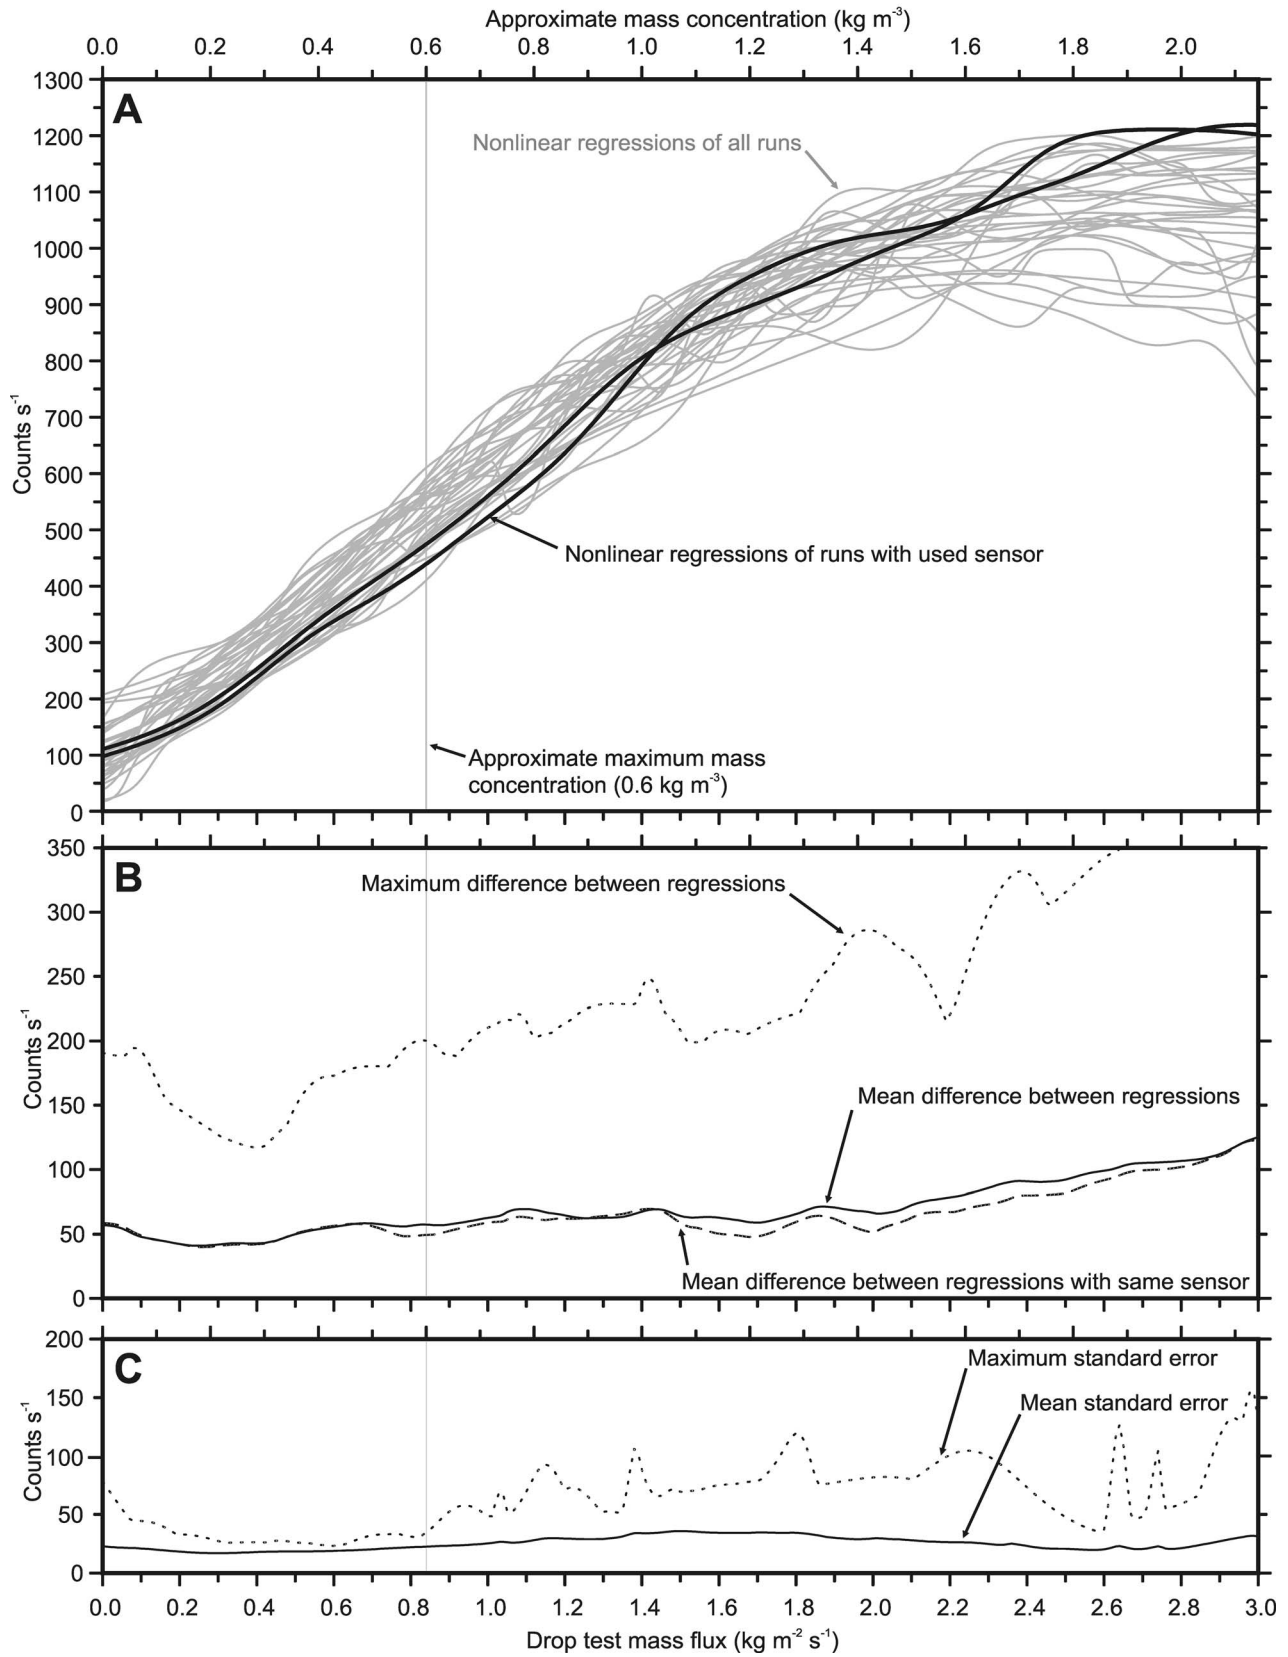 Approximate mass concentration (kg m⁻³)
0.0 0.2 0.4 0.6 0.8 1.0 1.2 1.4 1.6 1.8 2.0
A
1300
1200
1100
1000
900
800
700
600
500
400
300
200
100
0
Counts s⁻¹
Nonlinear regressions of all runs
Nonlinear regressions of runs with used sensor
Approximate maximum mass
concentration (0.6 kg m⁻³)
B
350
300
250
200
150
100
50
0
Counts s⁻¹
Maximum difference between regressions
Mean difference between regressions
Mean difference between regressions with same sensor
C
200
150
100
50
0
Counts s⁻¹
Maximum standard error
Mean standard error
0.0 0.2 0.4 0.6 0.8 1.0 1.2 1.4 1.6 1.8 2.0 2.2 2.4 2.6 2.8 3.0
Drop test mass flux (kg m⁻² s⁻¹)